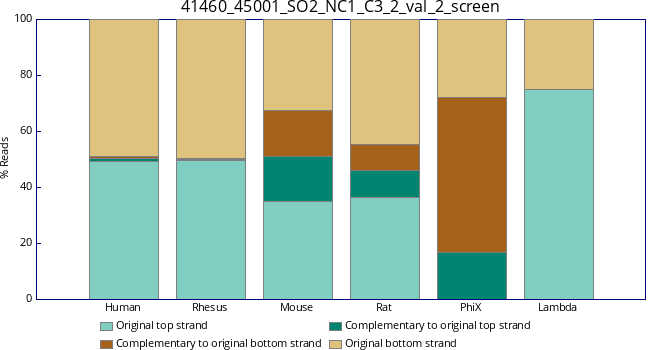 41460_45001_SO2_NC1_C3_2_val_2_screen
100
80
60
40
20
0
% Reads
Human Rhesus Mouse Rat PhiX Lambda
Original top strand Complementary to original top strand
Complementary to original bottom strand Original bottom strand